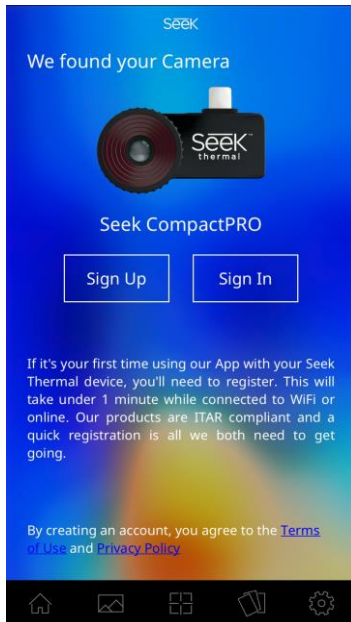 Seek
We found your Camera
Seek™
thermal
Seek CompactPRO
Sign Up
Sign In
If it's your first time using our App with your Seek
Thermal device, you'll need to register. This will
take under 1 minute while connected to WiFi or
online. Our products are ITAR compliant and a
quick registration is all we both need to get
going.
By creating an account, you agree to the Terms
of Use and Privacy Policy